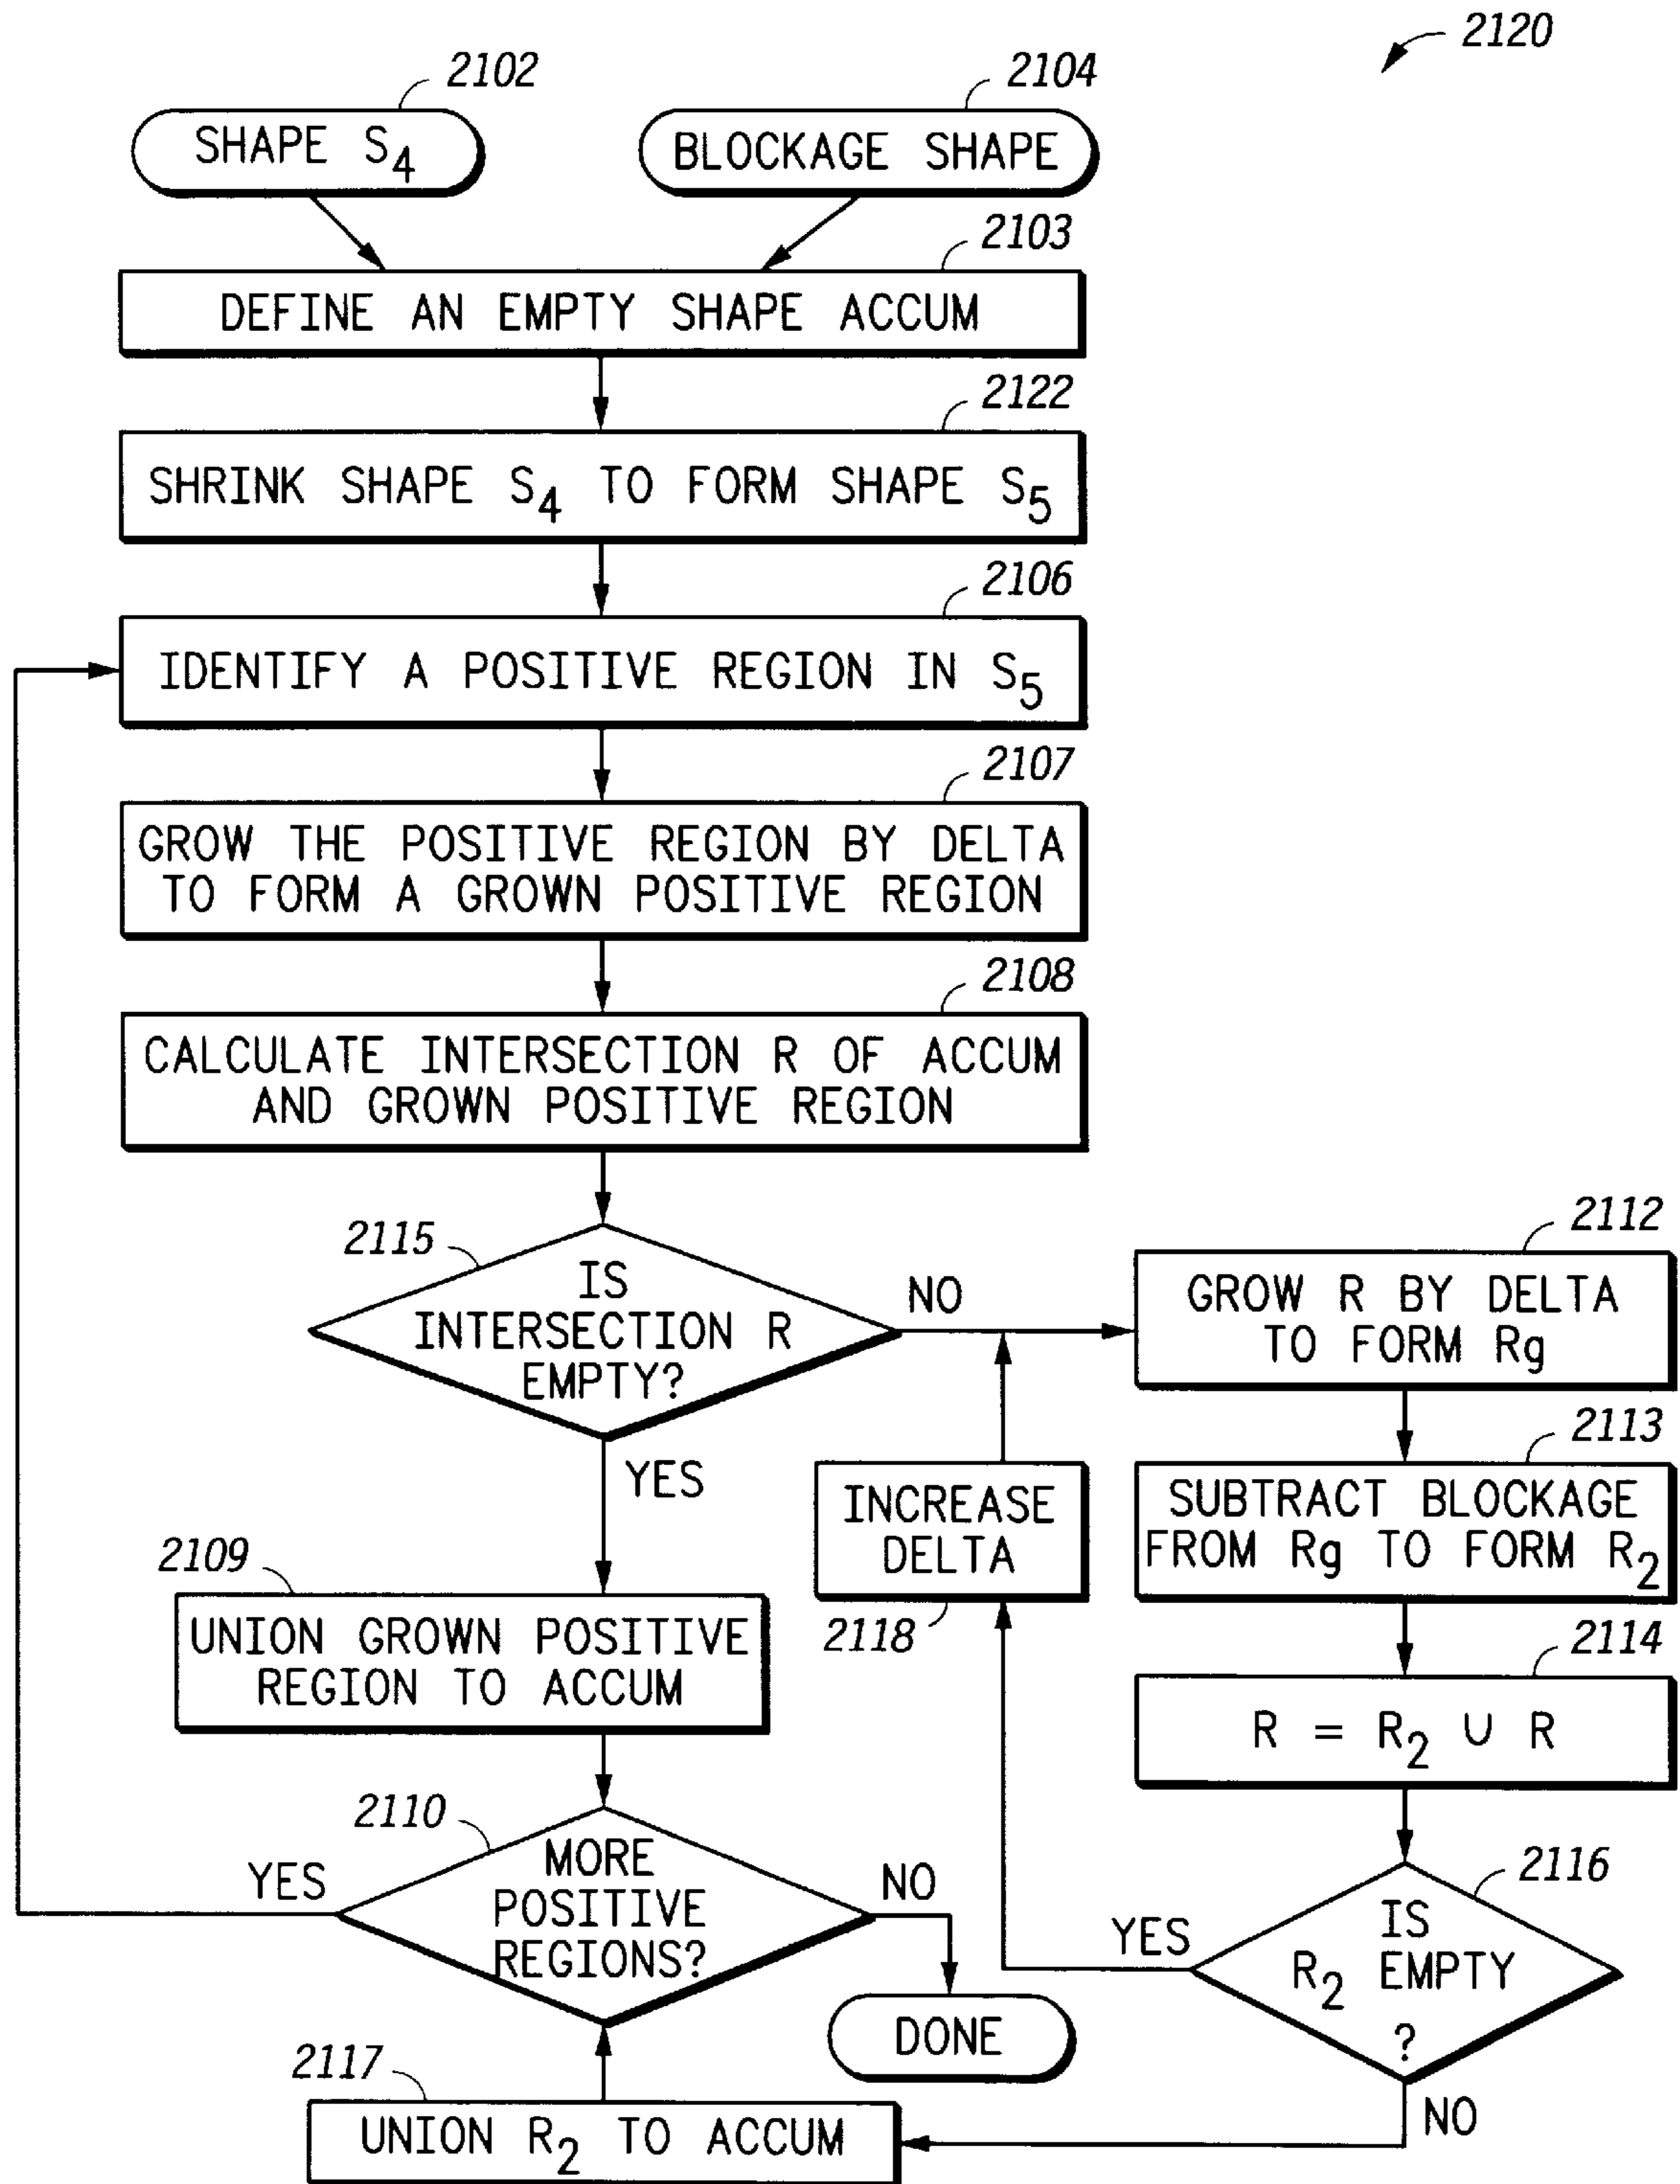 2120
2102
2104
SHAPE S4
BLOCKAGE SHAPE
2103
DEFINE AN EMPTY SHAPE ACCUM
2122
SHRINK SHAPE S4 TO FORM SHAPE S5
2106
IDENTIFY A POSITIVE REGION IN S5
2107
GROW THE POSITIVE REGION BY DELTA
TO FORM A GROWN POSITIVE REGION
2108
CALCULATE INTERSECTION R OF ACCUM
AND GROWN POSITIVE REGION
2115
IS
INTERSECTION R
EMPTY?
NO
YES
2112
GROW R BY DELTA
TO FORM Rg
2113
SUBTRACT BLOCKAGE
FROM Rg TO FORM R2
INCREASE
DELTA
2118
2114
R = R2 ∪ R
2109
UNION GROWN POSITIVE
REGION TO ACCUM
2110
MORE
POSITIVE
REGIONS?
YES
NO
DONE
2116
IS
R2 EMPTY
?
YES
NO
2117
UNION R2 TO ACCUM